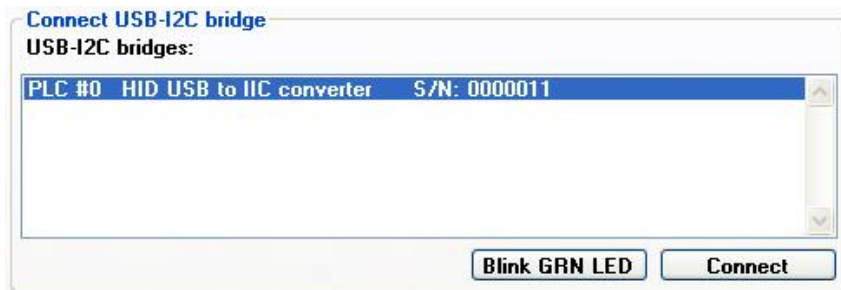 Connect USB-I2C bridge
USB-I2C bridges:
PLC #0 HID USB to IIC converter S/N: 0000011
Blink GRN LED Connect